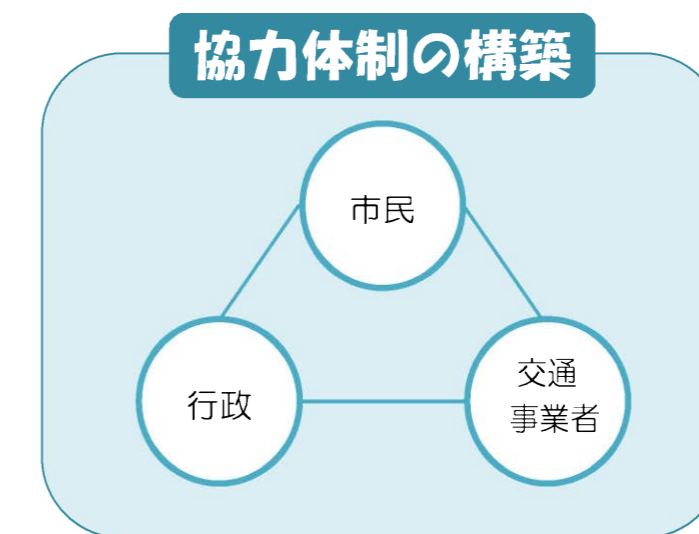 協力体制の構築
市民
行政
交通
事業者